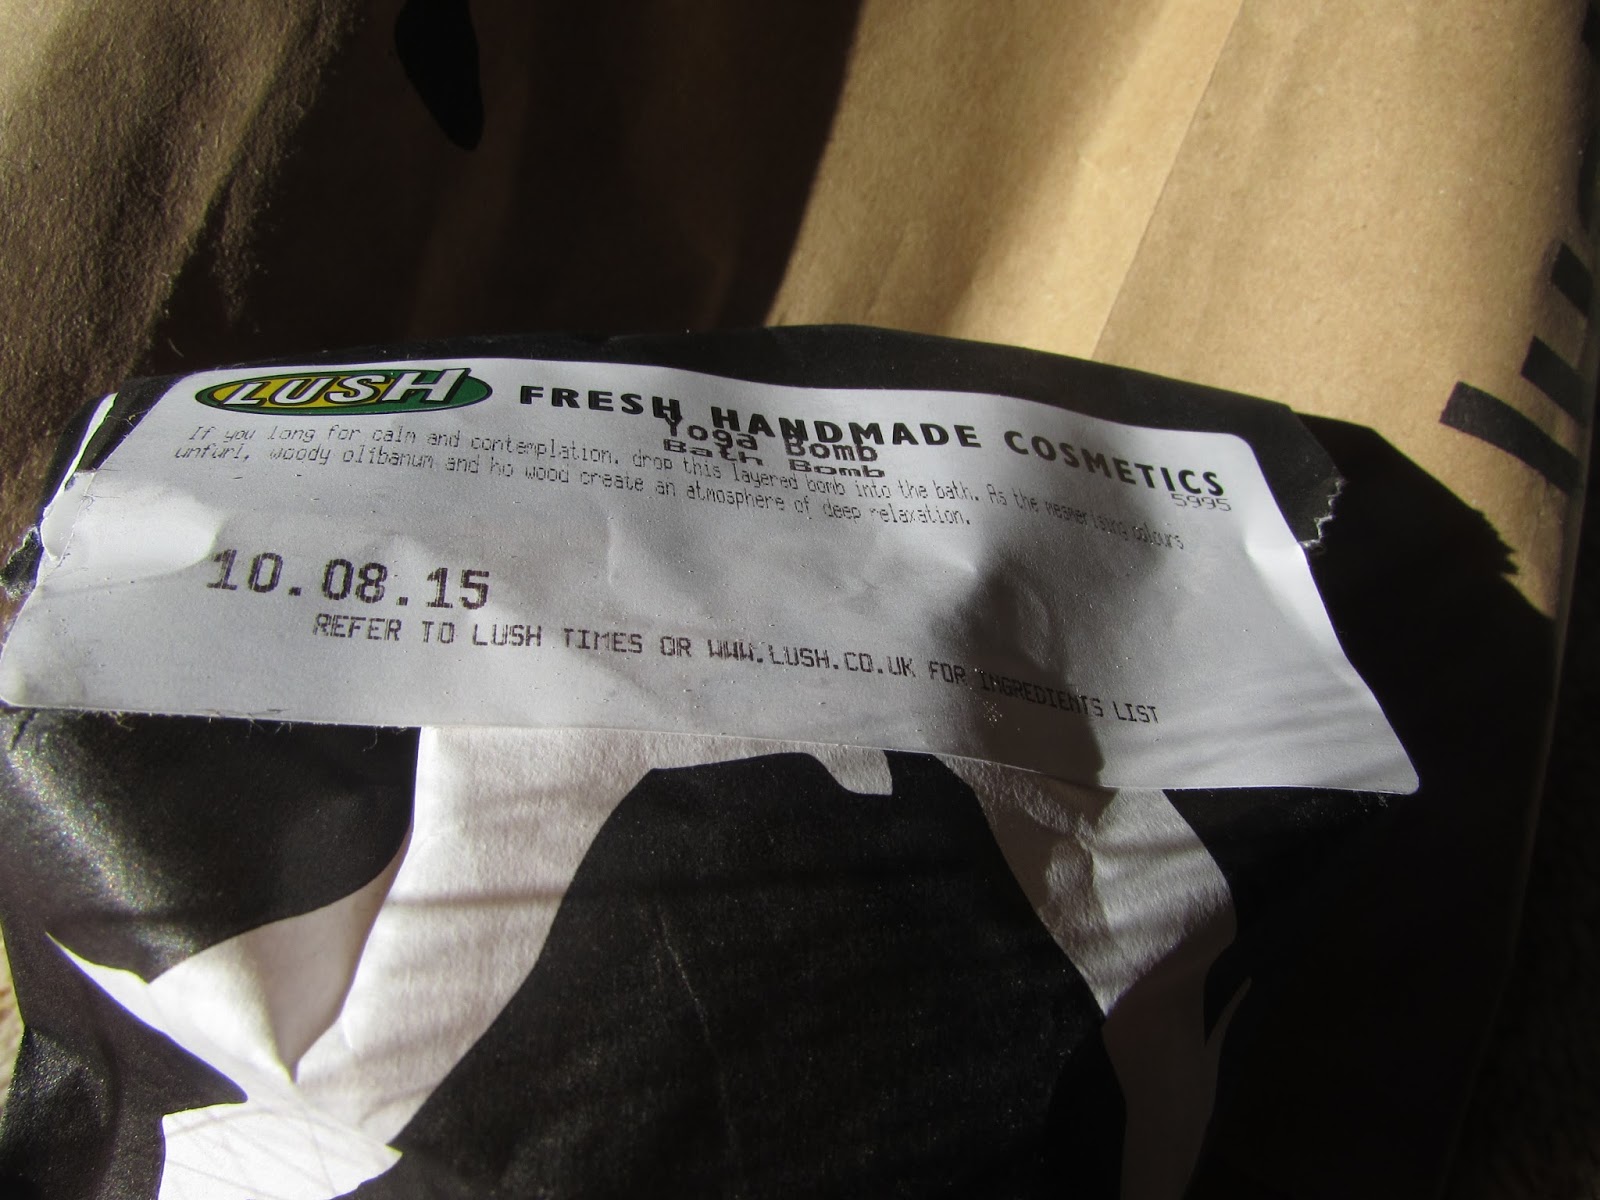 LUSH FRESH HANDMADE COSMETICS
Yoga Bomb
Bath Bomb
5995
If you long for calm and contemplation, drop this layered bomb into the bath. As the mesmerising colours
unfurl, woody olibanum and ho wood create an atmosphere of deep relaxation.
10.08.15
REFER TO LUSH TIMES OR WWW.LUSH.CO.UK FOR INGREDIENTS LIST